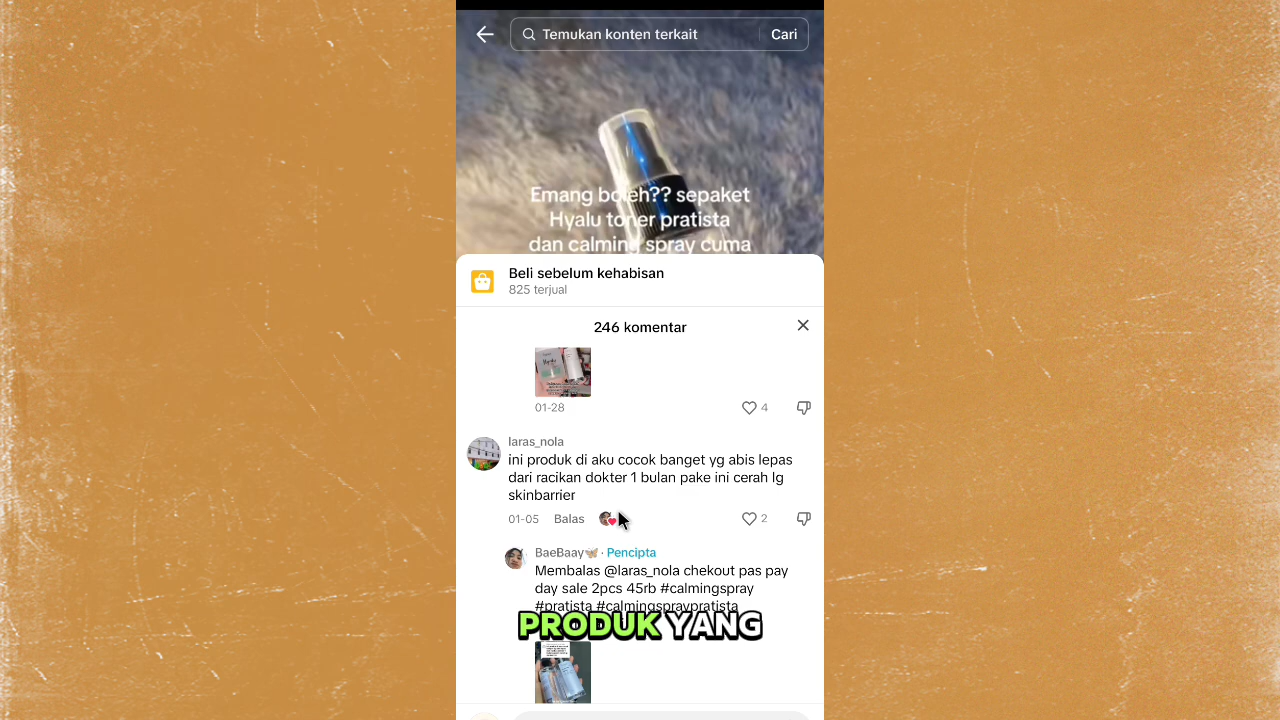 Temukan konten terkait
Cari
Emang boleh?? sepaket
Hyalu toner pratista
dan calming spray cuma
Beli sebelum kehabisan
825 terjual
246 komentar
01-28
4
laras_nola
ini produk di aku cocok banget yg abis lepas
dari racikan dokter 1 bulan pake ini cerah lg
skinbarrier
01-05
Balas
2
BaeBaay🦋 · Pencipta
Membalas @laras_nola chekout pas pay
day sale 2pcs 45rb #calmingspray
#pratista #calmingspraypratista
PRODUK YANG